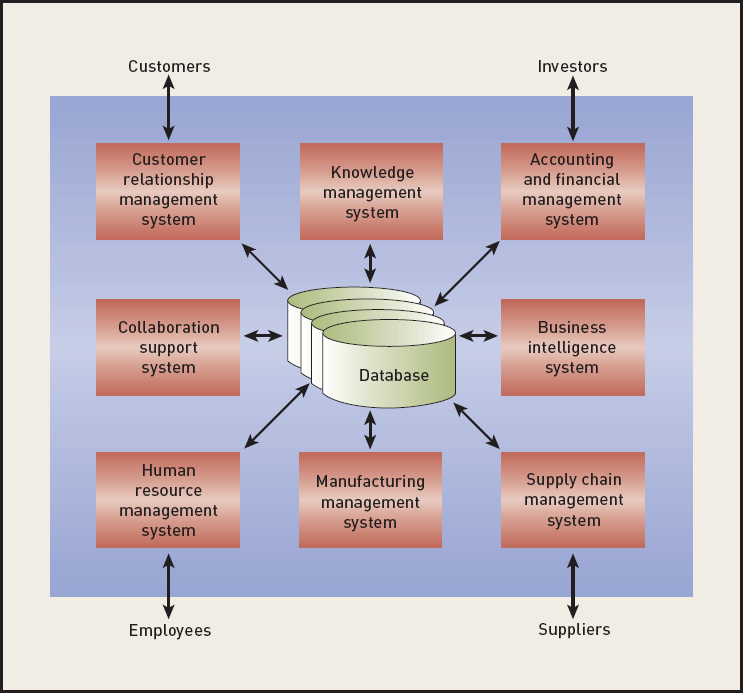 Customers
Investors
Customer
relationship
management
system
Knowledge
management
system
Accounting
and financial
management
system
Collaboration
support
system
Database
Business
intelligence
system
Human
resource
management
system
Manufacturing
management
system
Supply chain
management
system
Employees
Suppliers